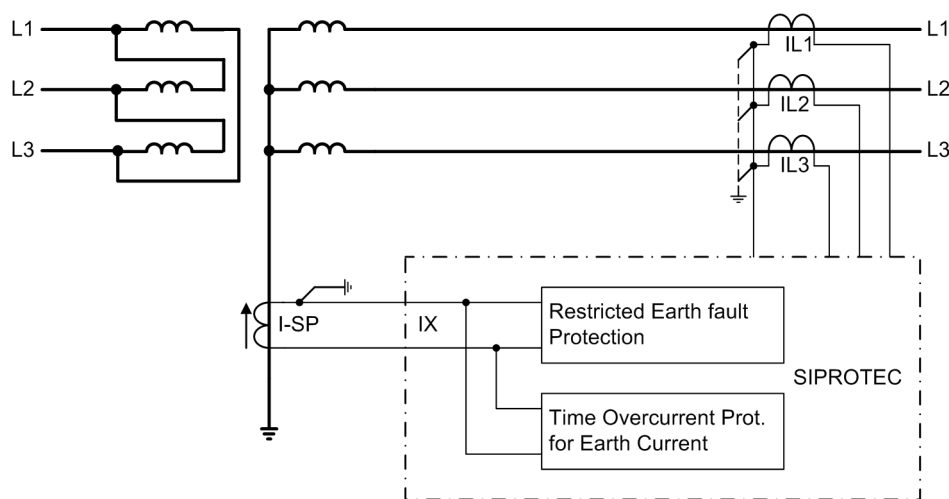 L1
L1
IL1
L2
L2
IL2
L3
L3
IL3
I-SP
IX
Restricted Earth fault
Protection
SIPROTEC
Time Overcurrent Prot.
for Earth Current